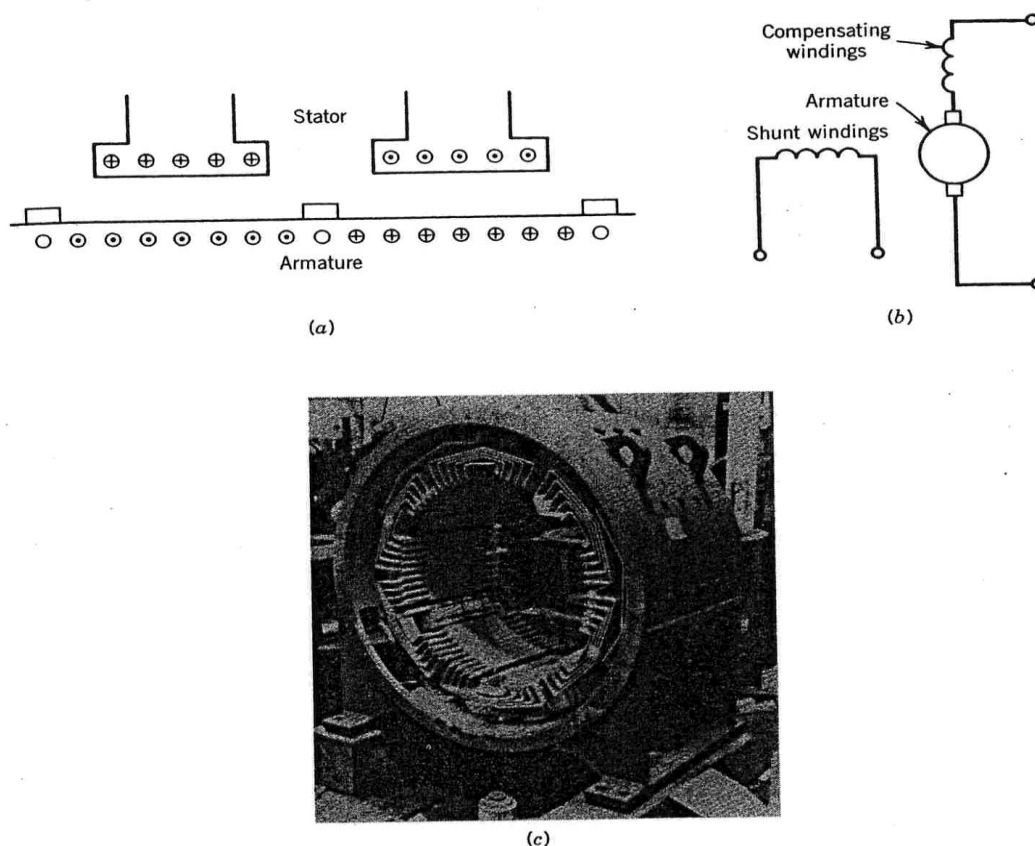 Compensating
windings
Stator
Armature
Shunt windings
Armature
(a)
(b)
(c)